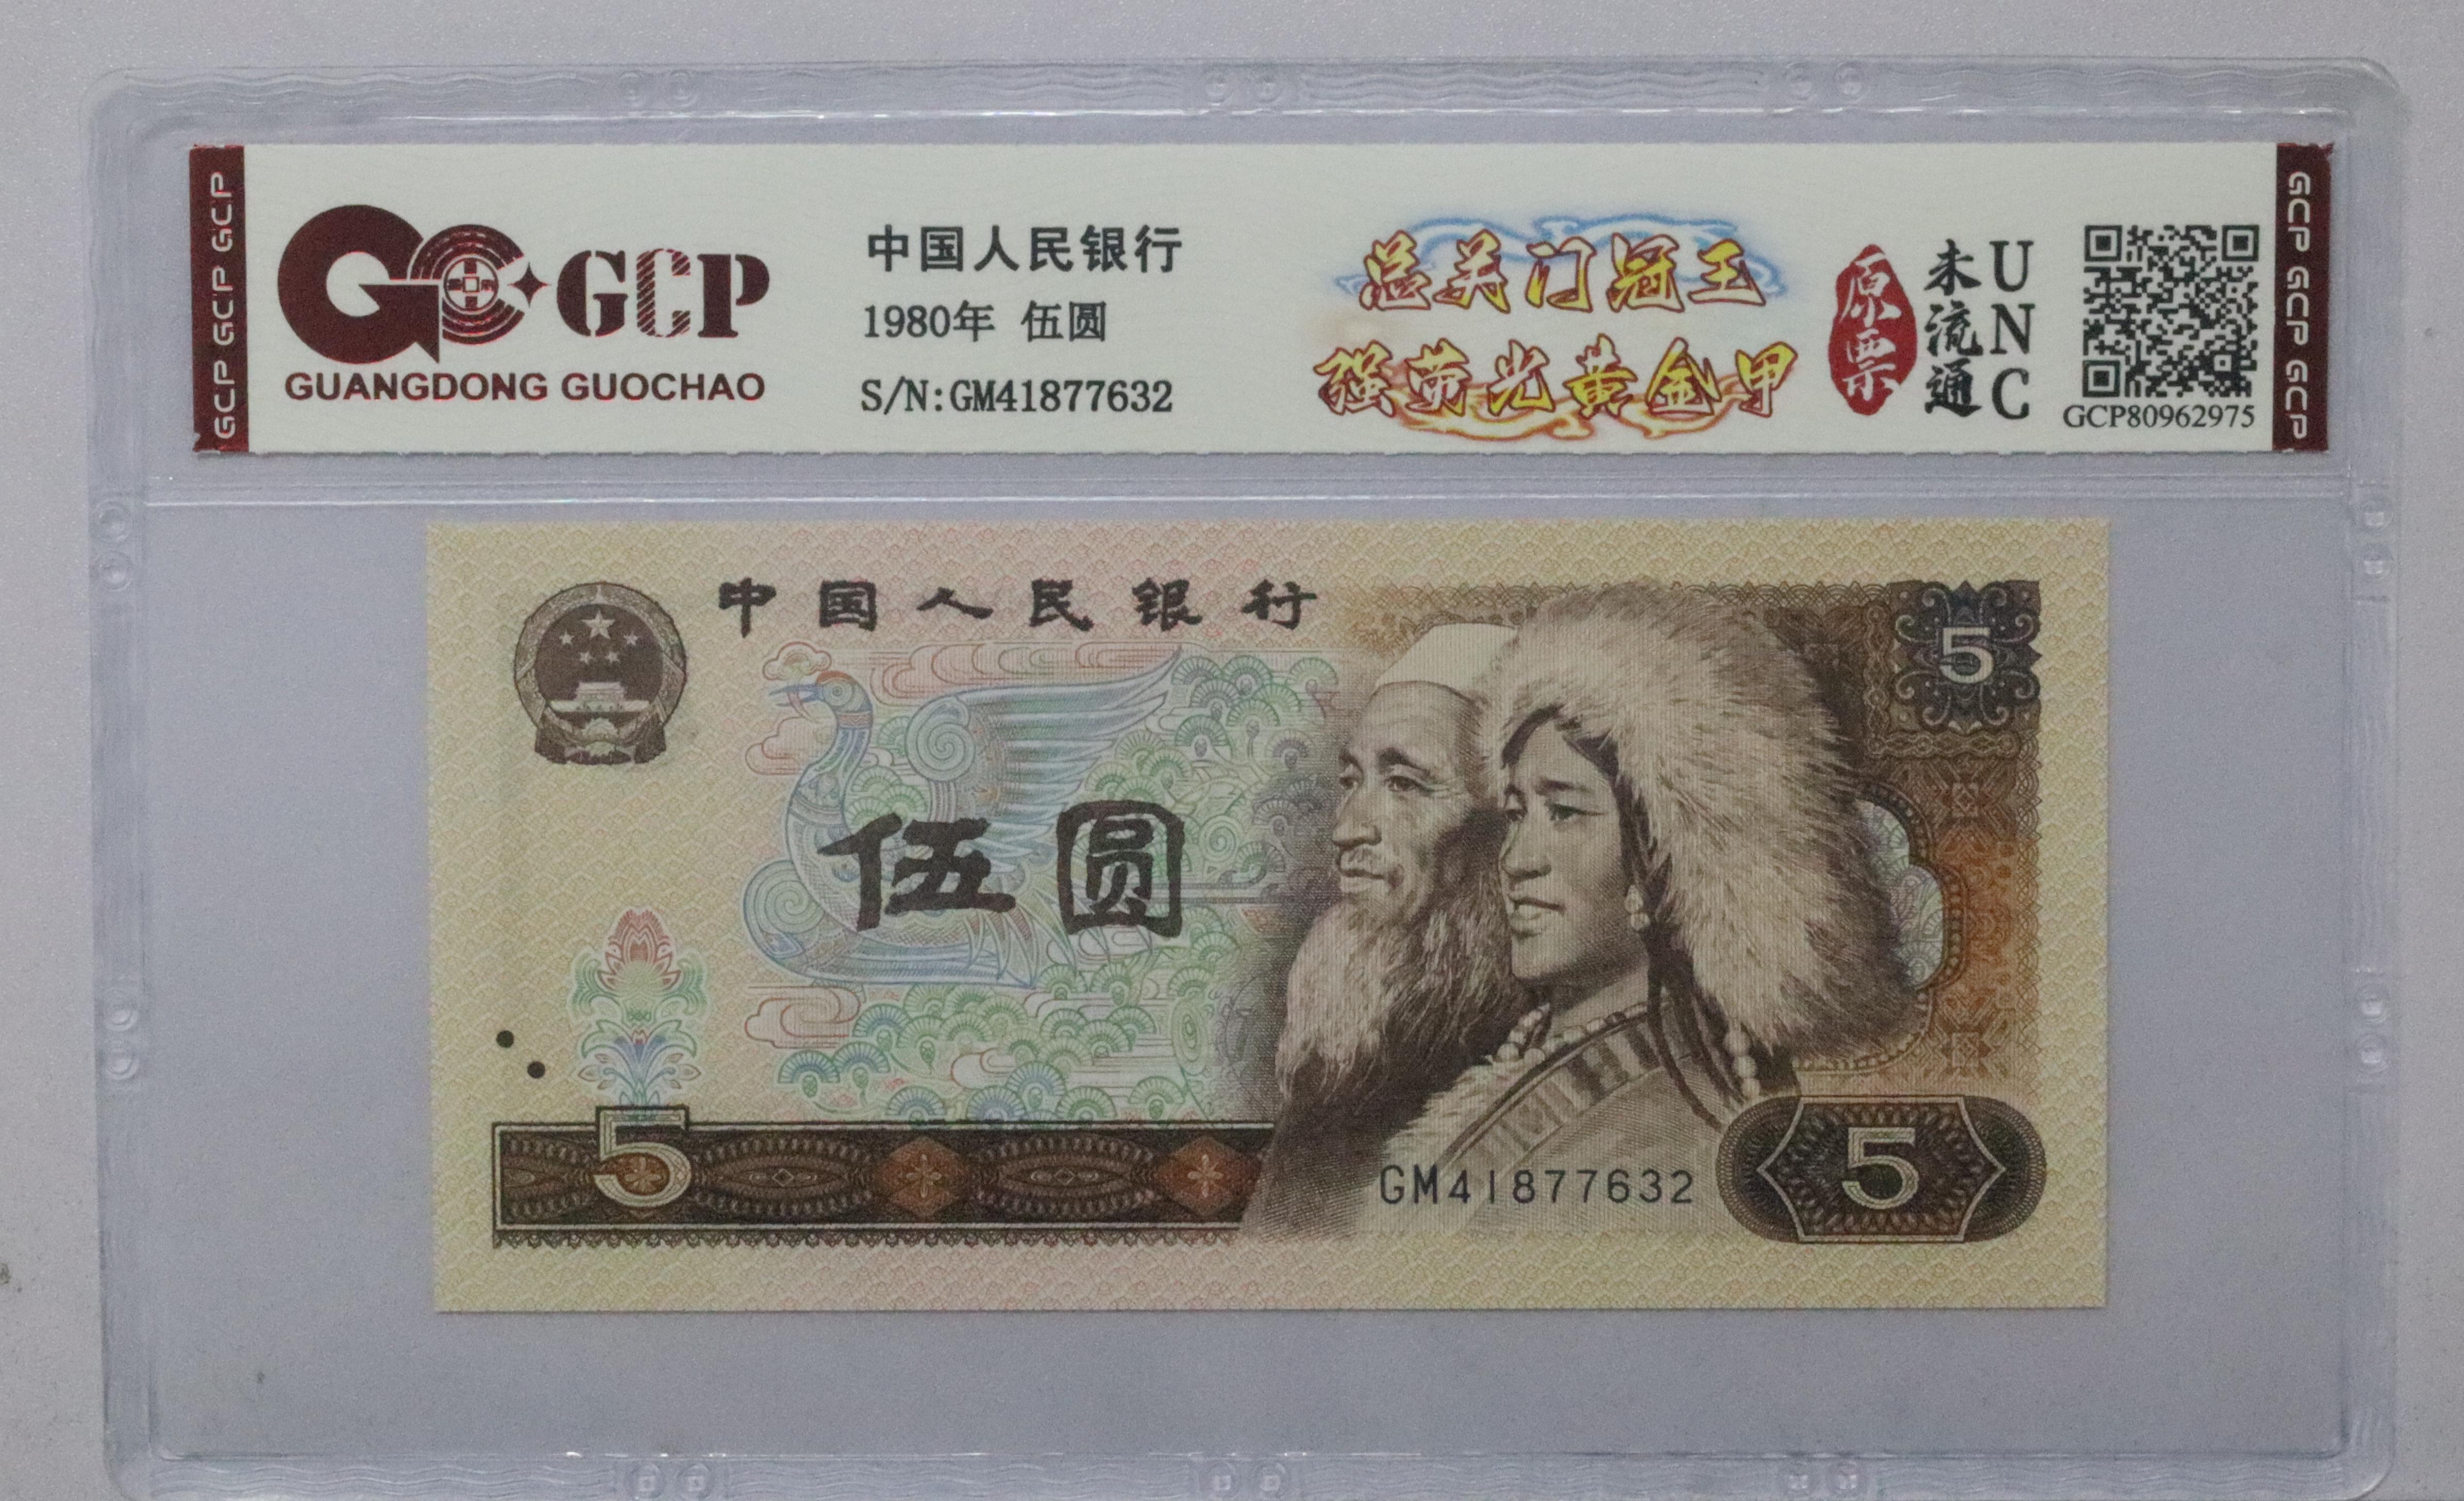 GCP GCP GCP
GCP
GUANGDONG GUOCHAO
中国人民银行
1980年 伍圆
S/N:GM41877632
总关门冠王
强荧光黄金甲
原票
未流通
UNC
GCP80962975
GCP GCP GCP
中国人民银行
5
伍圆
5
GM41877632
5